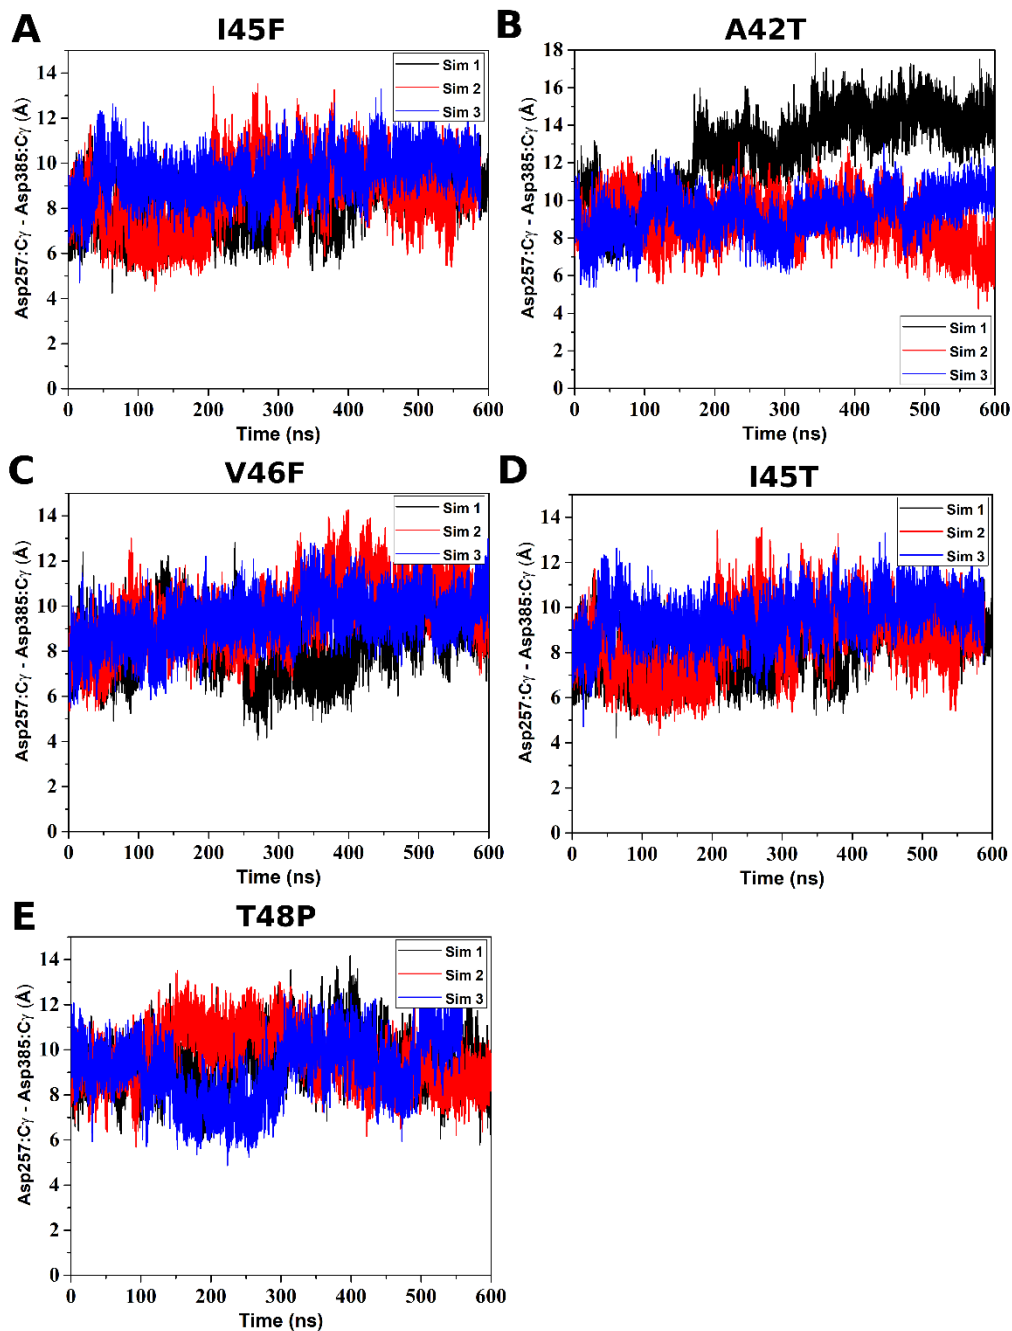 A
I45F
Asp257:Cγ - Asp385:Cγ (Å)
14
12
10
8
6
4
2
0
Sim 1
Sim 2
Sim 3
0 100 200 300 400 500 600
Time (ns)
B
A42T
Asp257:Cγ - Asp385:Cγ (Å)
18
16
14
12
10
8
6
4
2
0
Sim 1
Sim 2
Sim 3
0 100 200 300 400 500 600
Time (ns)
C
V46F
Asp257:Cγ - Asp385:Cγ (Å)
14
12
10
8
6
4
2
0
Sim 1
Sim 2
Sim 3
0 100 200 300 400 500 600
Time (ns)
D
I45T
Asp257:Cγ - Asp385:Cγ (Å)
14
12
10
8
6
4
2
0
Sim 1
Sim 2
Sim 3
0 100 200 300 400 500 600
Time (ns)
E
T48P
Asp257:Cγ - Asp385:Cγ (Å)
14
12
10
8
6
4
2
0
Sim 1
Sim 2
Sim 3
0 100 200 300 400 500 600
Time (ns)